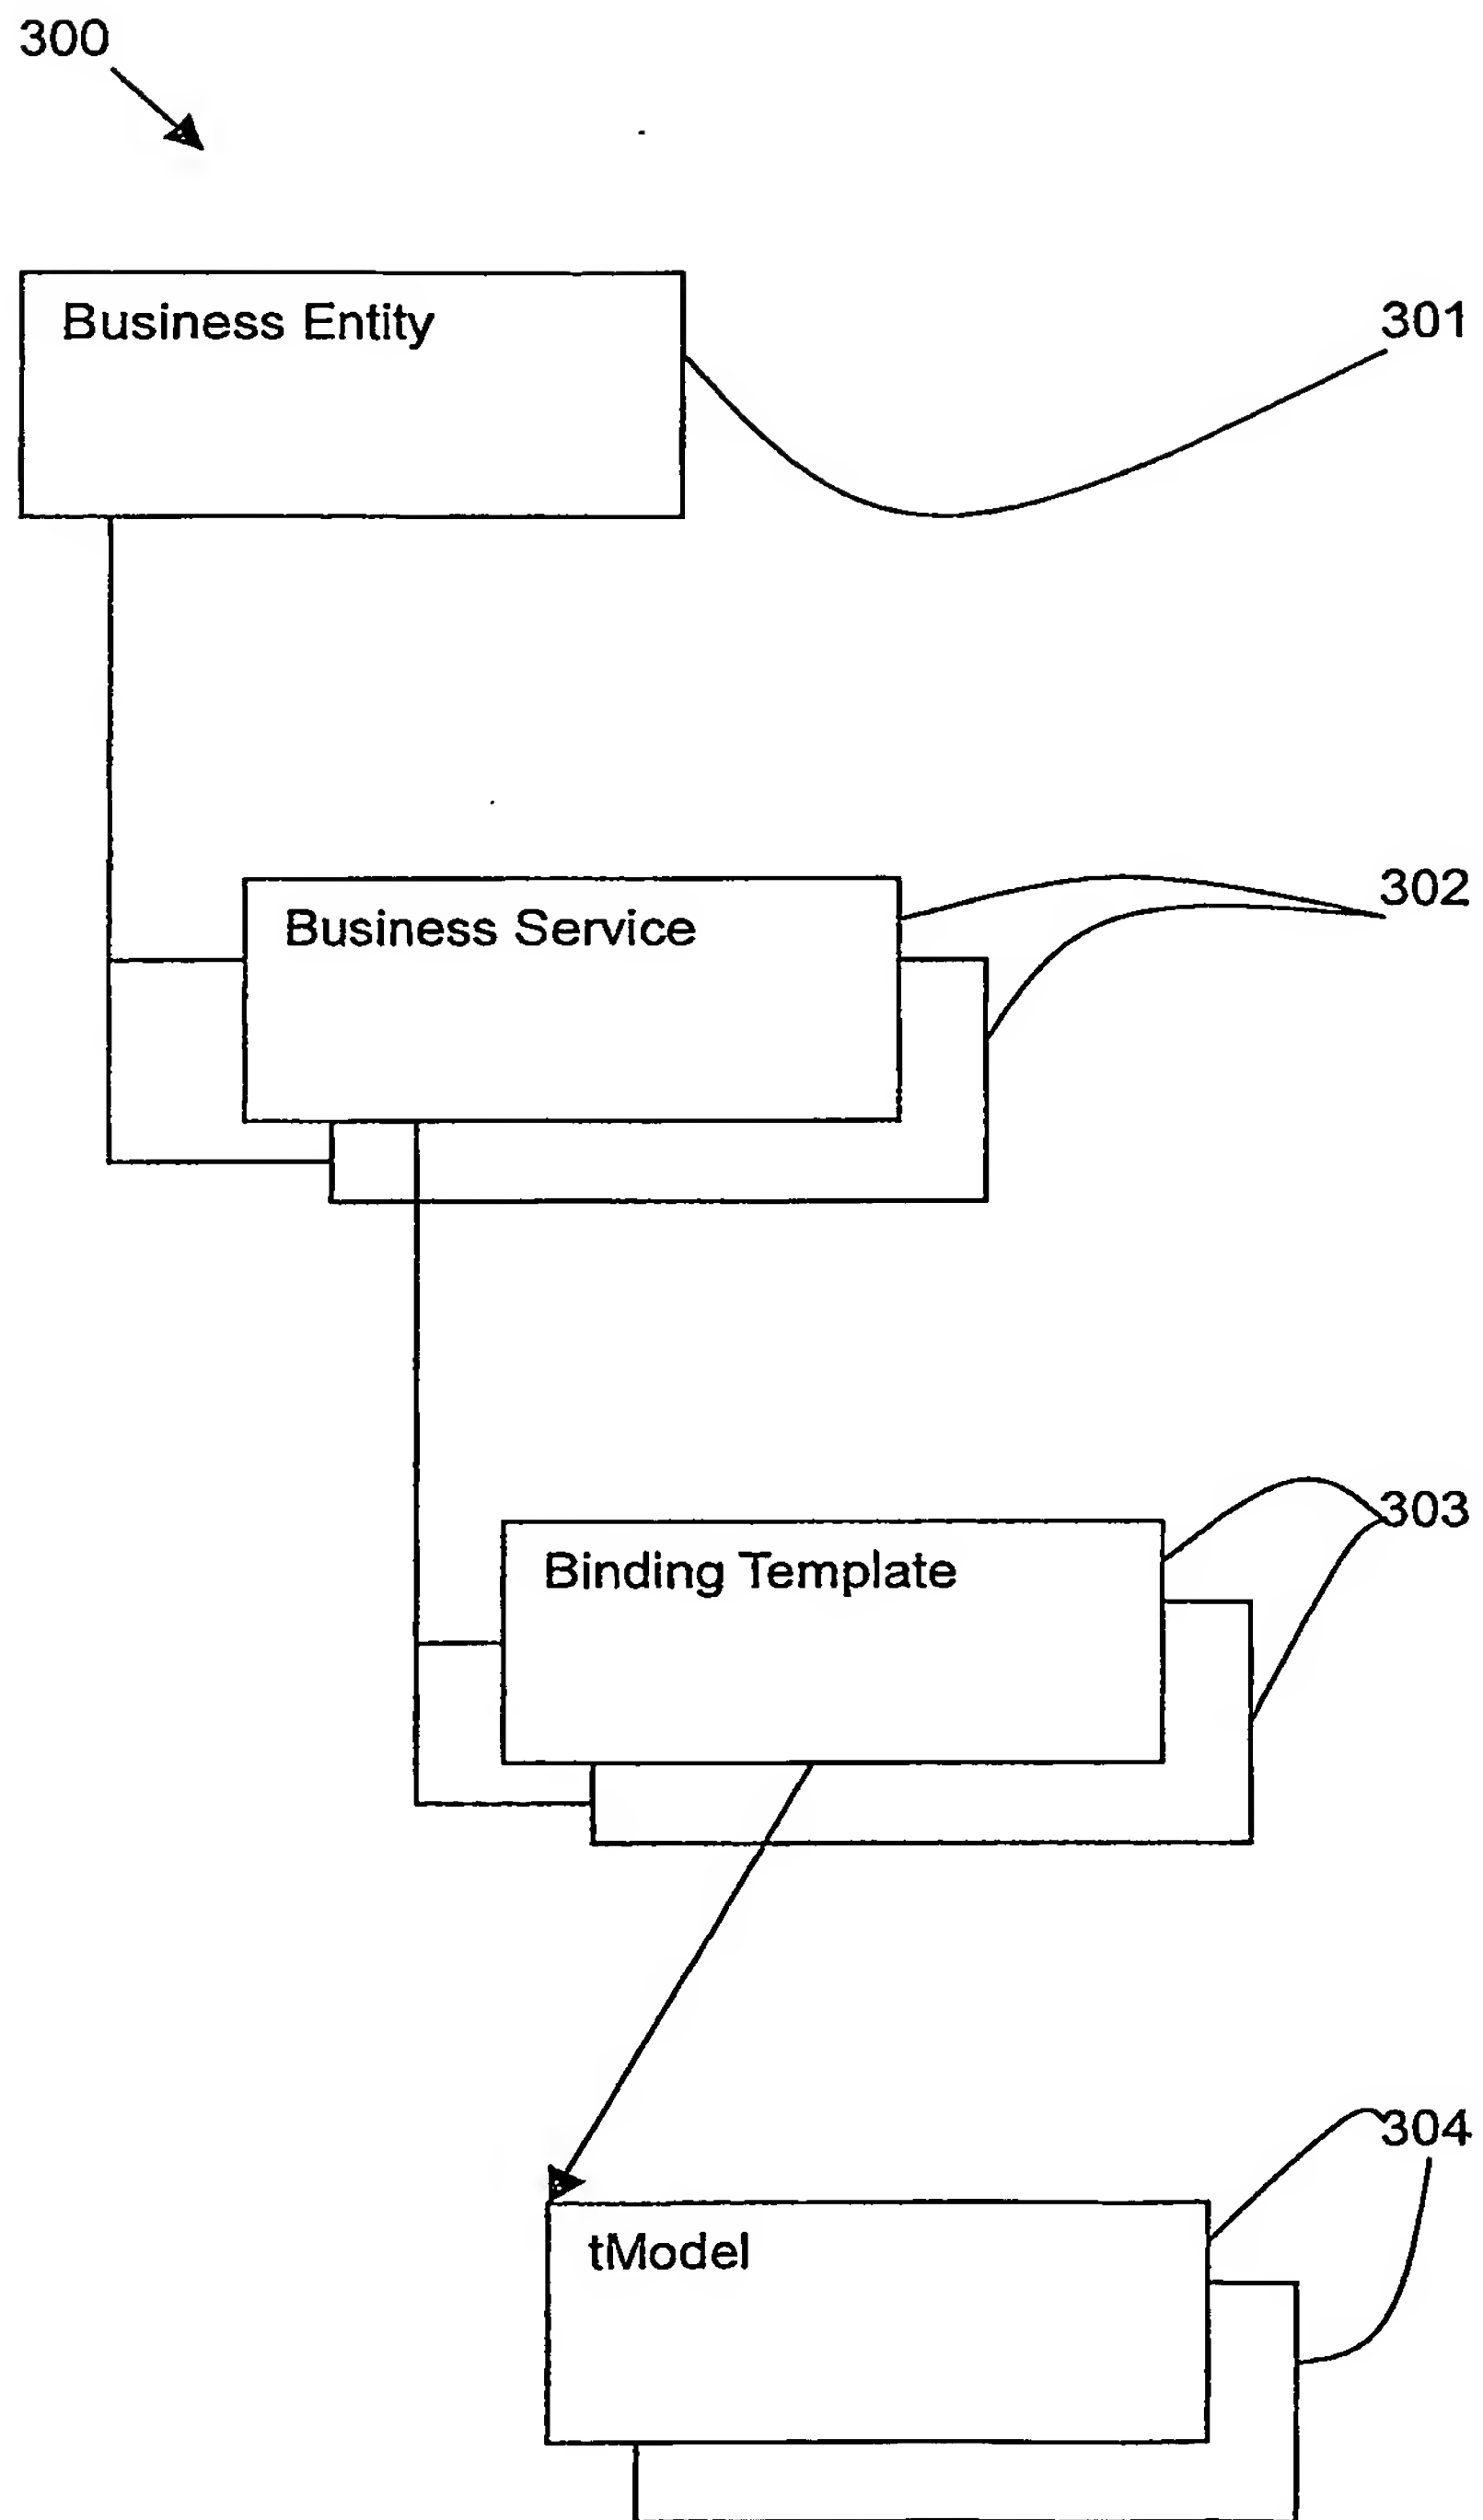 300
Business Entity
301
302
Business Service
303
Binding Template
304
tModel